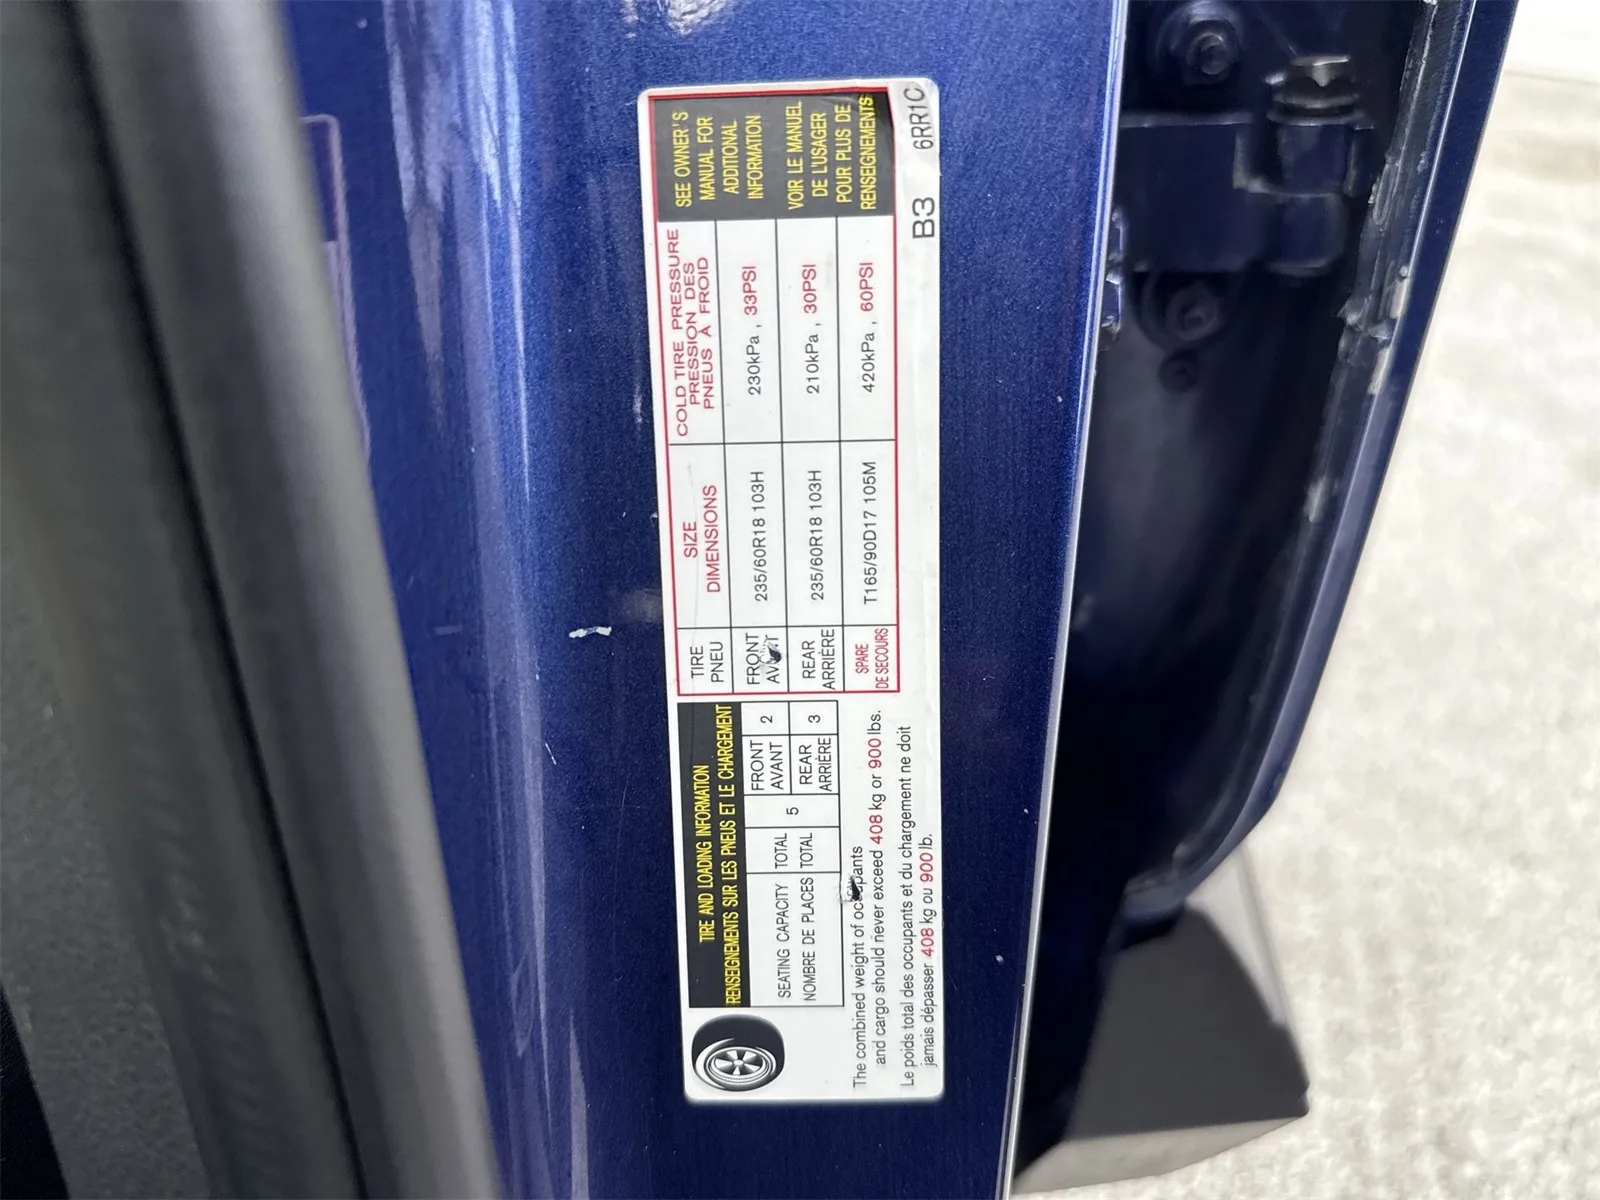 TIRE AND LOADING INFORMATION
RENSEIGNEMENTS SUR LES PNEUS ET LE CHARGEMENT
SEATING CAPACITY
NOMBRE DE PLACES
TOTAL
TOTAL
5
FRONT
AVANT
2
REAR
ARRIÈRE
3
The combined weight of occupants
and cargo should never exceed 408 kg or 900 lbs.
Le poids total des occupants et du chargement ne doit
jamais dépasser 408 kg ou 900 lb.
TIRE
PNEU
SIZE
DIMENSIONS
COLD TIRE PRESSURE
PRESSION DES
PNEUS À FROID
FRONT
AVANT
235/60R18 103H
230kPa , 33PSI
REAR
ARRIÈRE
235/60R18 103H
210kPa , 30PSI
SPARE
DE SECOURS
T165/90D17 105M
420kPa , 60PSI
SEE OWNER'S
MANUAL FOR
ADDITIONAL
INFORMATION
VOIR LE MANUEL
DE L'USAGER
POUR PLUS DE
RENSEIGNEMENTS
B3 6RR1C